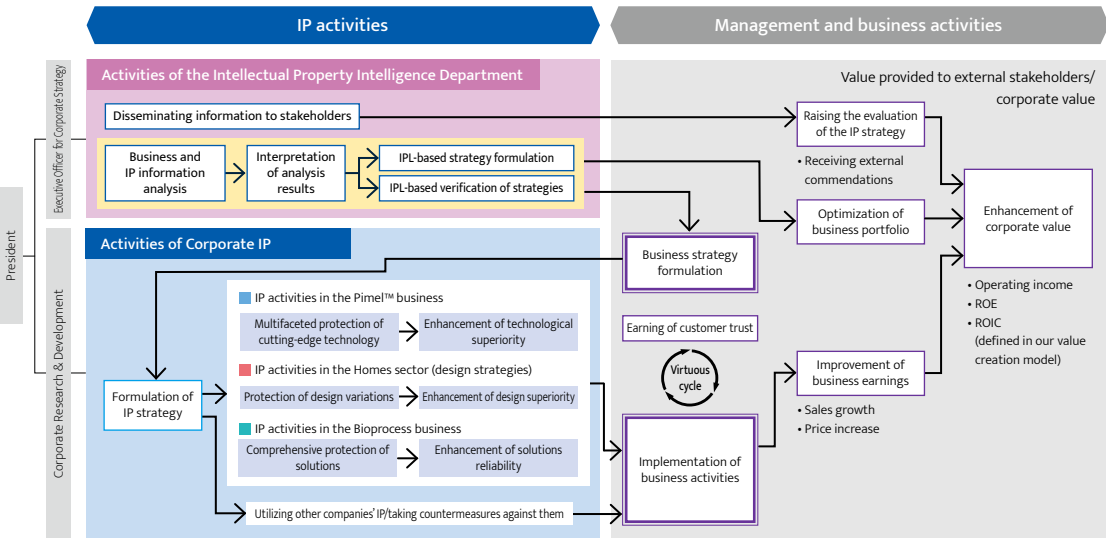 IP activities
Management and business activities
President
Executive Officer for Corporate Strategy
Activities of the Intellectual Property Intelligence Department
Disseminating information to stakeholders
Business and
IP information
analysis
Interpretation
of analysis
results
IPL-based strategy formulation
IPL-based verification of strategies
Value provided to external stakeholders/
corporate value
Raising the evaluation
of the IP strategy
• Receiving external
commendations
Optimization of
business portfolio
Enhancement of
corporate value
• Operating income
• ROE
• ROIC
(defined in our value
creation model)
Corporate Research & Development
Activities of Corporate IP
Business strategy
formulation
IP activities in the Pimel™ business
Multifaceted protection of
cutting-edge technology
Enhancement of technological
superiority
IP activities in the Homes sector (design strategies)
Protection of design variations
Enhancement of design superiority
IP activities in the Bioprocess business
Comprehensive protection of
solutions
Enhancement of solutions
reliability
Formulation of
IP strategy
Utilizing other companes' IP/taking countermeasures against them
Earning of customer trust
Virtuous
cycle
Implementation of
business activities
Improvement of
business earnings
• Sales growth
• Price increase